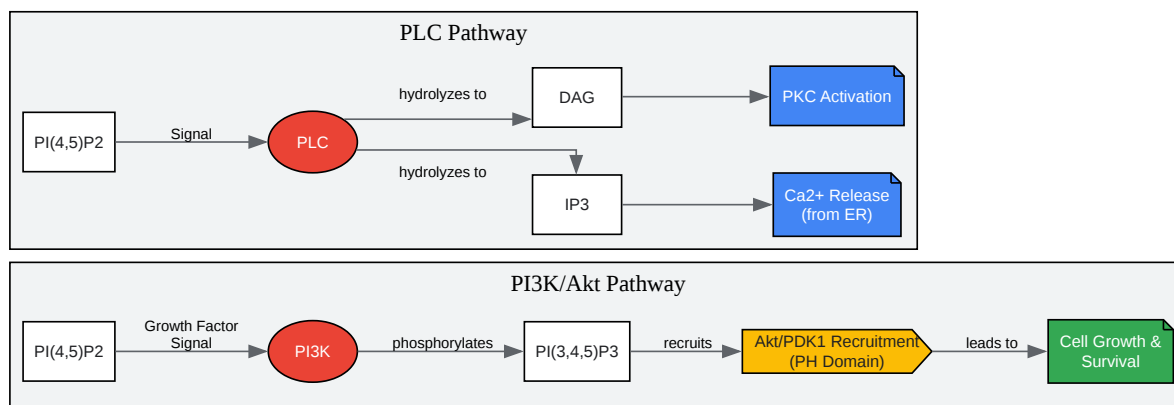 PLC Pathway
PI(4,5)P2
Signal
PLC
hydrolyzes to
hydrolyzes to
DAG
IP3
PKC Activation
Ca2+ Release
(from ER)
PI3K/Akt Pathway
PI(4,5)P2
Growth Factor
Signal
PI3K
phosphorylates
PI(3,4,5)P3
recruits
Akt/PDK1 Recruitment
(PH Domain)
leads to
Cell Growth &
Survival